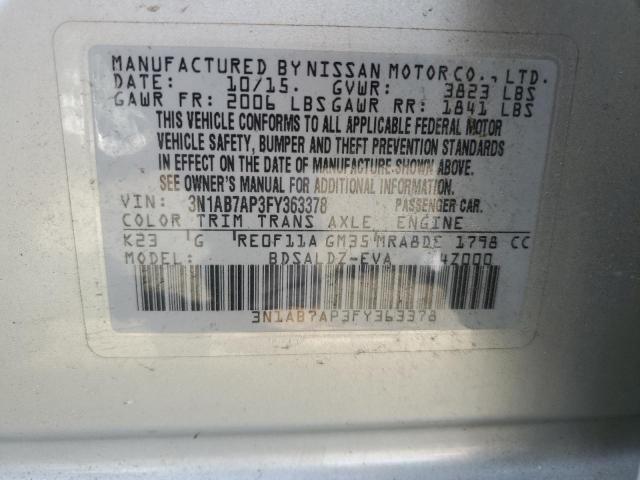 MANUFACTURED BY NISSAN MOTOR CO., LTD.
DATE: 10/15. GVWR: 3823 LBS
GAWR FR: 2006 LBS GAWR RR: 1841 LBS
THIS VEHICLE CONFORMS TO ALL APPLICABLE FEDERAL MOTOR
VEHICLE SAFETY, BUMPER AND THEFT PREVENTION STANDARDS
IN EFFECT ON THE DATE OF MANUFACTURE SHOWN ABOVE.
SEE OWNER'S MANUAL FOR ADDITIONAL INFORMATION.
VIN: 3N1AB7AP3FY363378 PASSENGER CAR.
COLOR TRIM TRANS AXLE ENGINE
K23 G RE0F11A GM35 MRA8DE 1798 CC
MODEL: BDSALDZ-EVA 4Z000
3N1AB7AP3FY363378